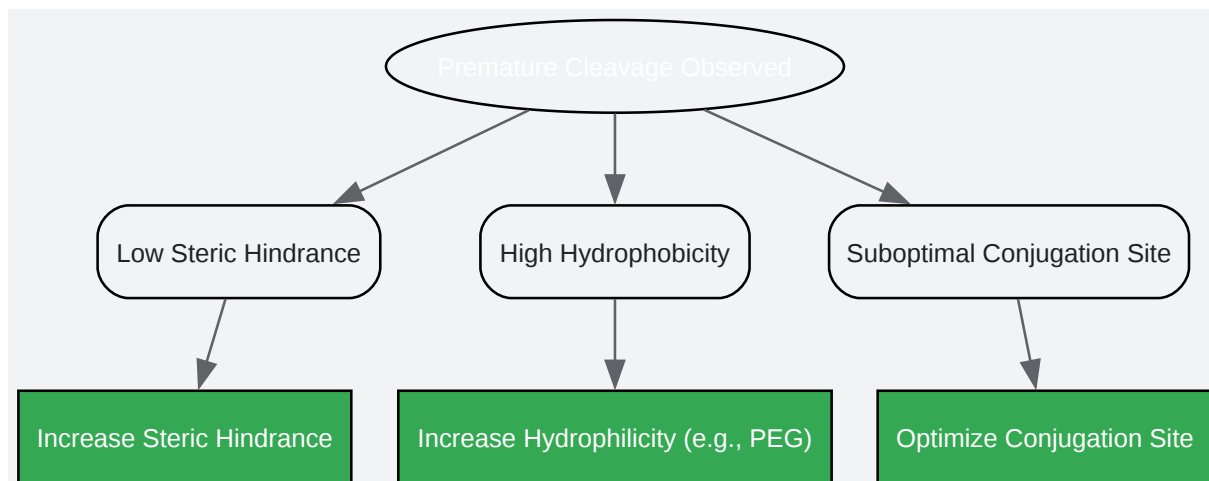 Premature Cleavage Observed
Low Steric Hindrance
High Hydrophobicity
Suboptimal Conjugation Site
Increase Steric Hindrance
Increase Hydrophilicity (e.g., PEG)
Optimize Conjugation Site